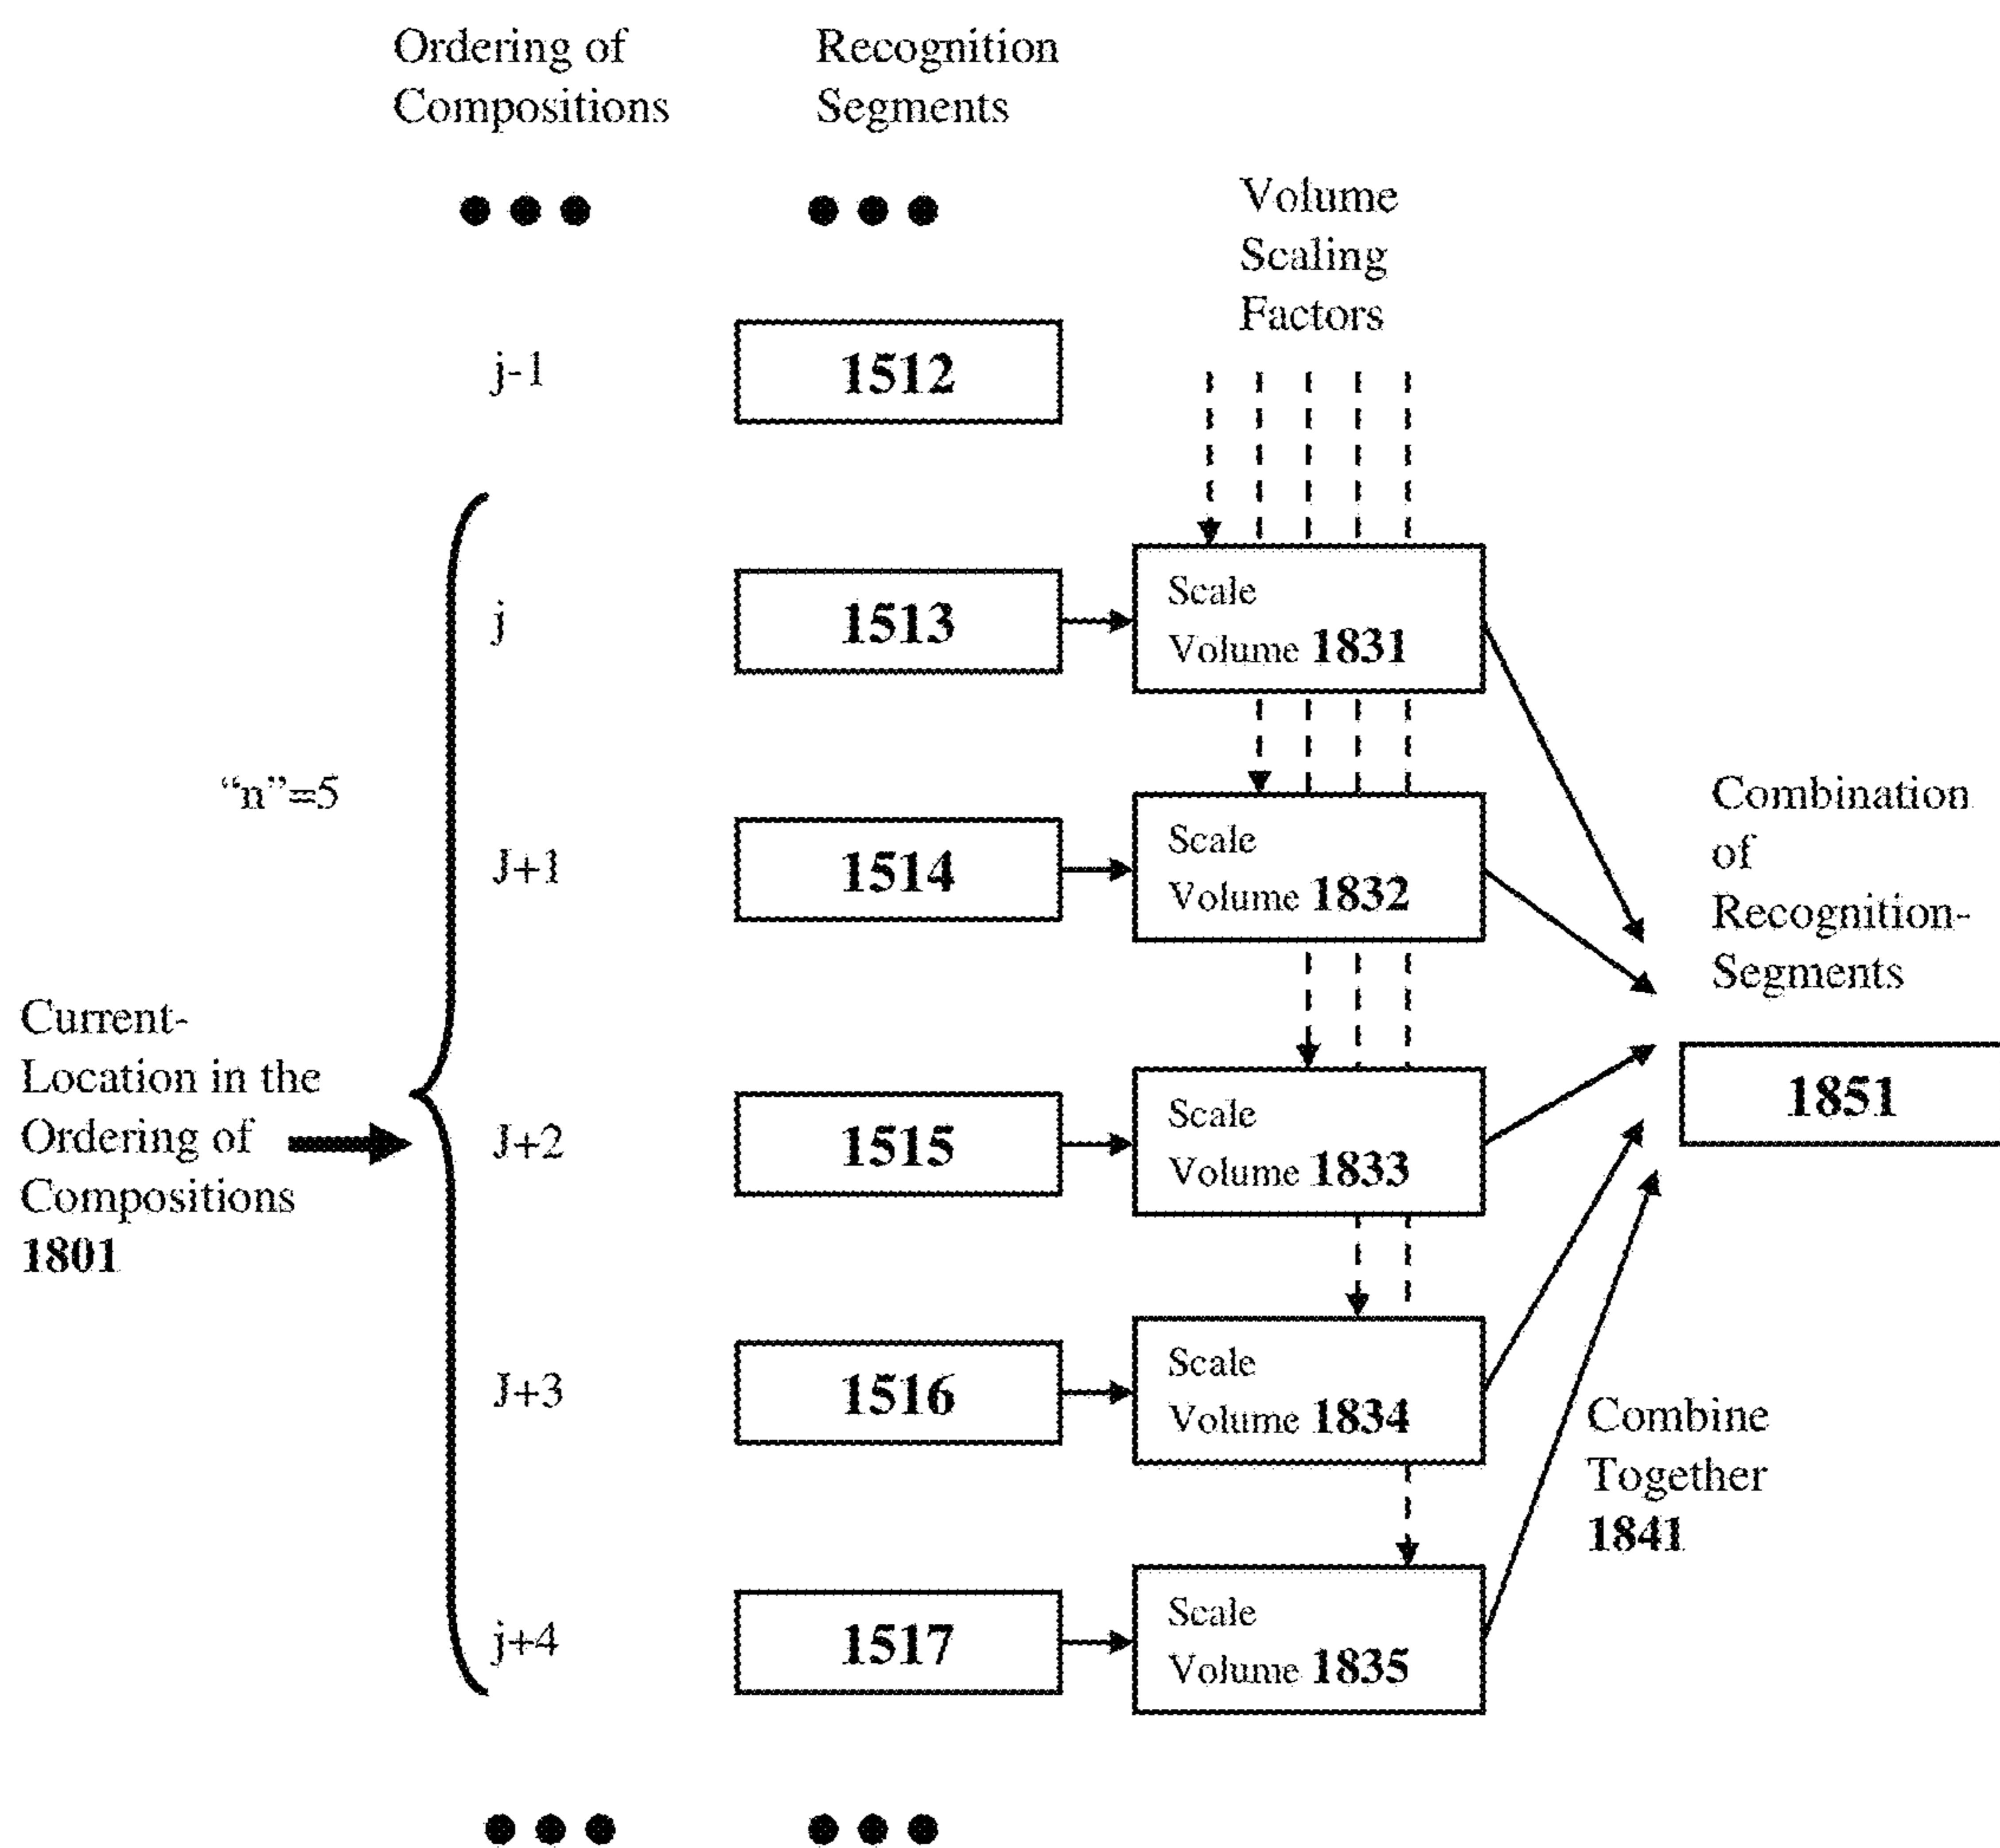 Ordering of
Compositions
Recognition
Segments
Volume
Scaling
Factors
j-1
1512
j
1513
Scale
Volume 1831
"n"=5
J+1
1514
Scale
Volume 1832
Combination
of
Recognition-
Segments
1851
Current-
Location in the
Ordering of
Compositions
1801
J+2
1515
Scale
Volume 1833
J+3
1516
Scale
Volume 1834
Combine
Together
1841
j+4
1517
Scale
Volume 1835